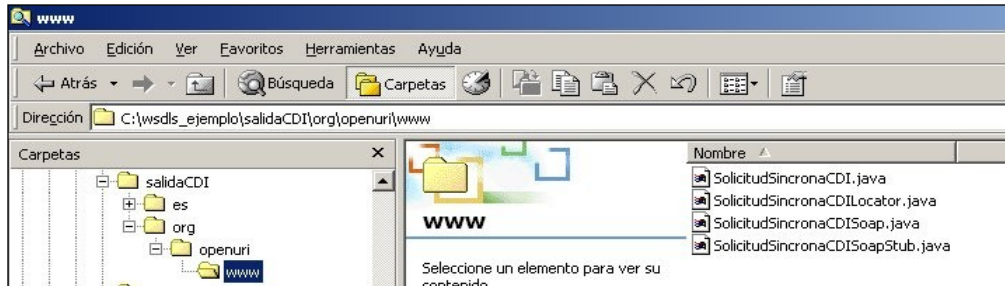 www
Archivo Edición Ver Favoritos Herramientas Ayuda
Atrás Búsqueda Carpetas
Dirección C:\wsdls_ejemplo\salidaCDI\org\openuri\www
Carpetas
salidaCDI
es
org
openuri
www
www
Seleccione un elemento para ver su
contenido.
Nombre
SolicitudSincronaCDI.java
SolicitudSincronaCDILocator.java
SolicitudSincronaCDISoap.java
SolicitudSincronaCDISoapStub.java